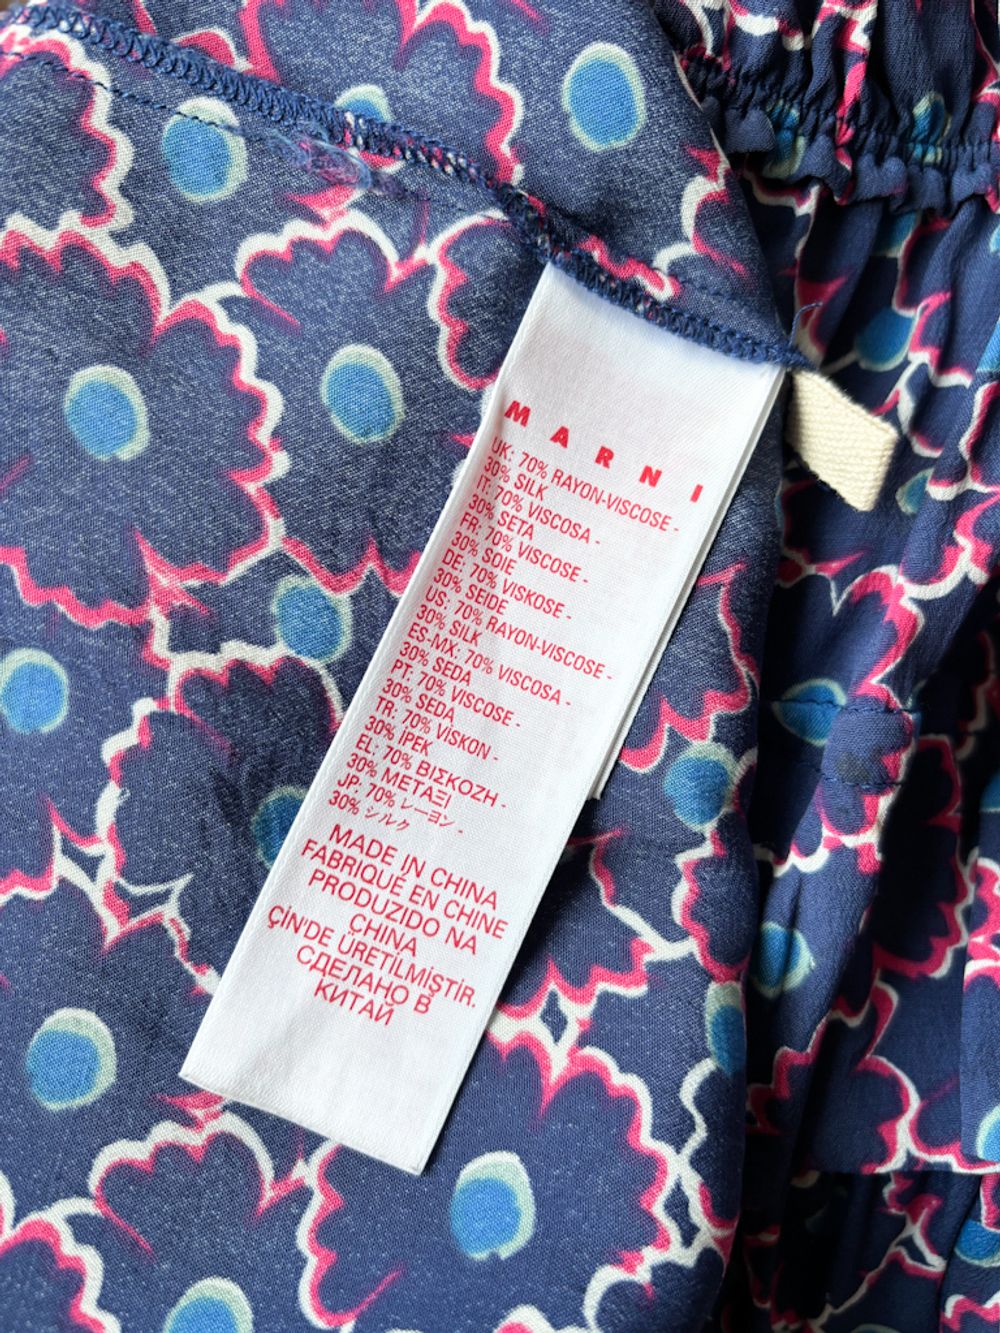 MARNI
UK: 70% RAYON-VISCOSE -
30% SILK
IT: 70% VISCOSA -
30% SETA
FR: 70% VISCOSE -
30% SOIE
DE: 70% VISKOSE -
30% SEIDE
US: 70% RAYON-VISCOSE -
30% SILK
ES-MX: 70% VISCOSA -
30% SEDA
PT: 70% VISCOSE -
30% SEDA
TR: 70% VİSKON -
30% İPEK
EL: 70% ΒΙΣΚΟΖΗ -
30% ΜΕΤΑΞΙ
JP: 70% レーヨン -
30% シルク
MADE IN CHINA
FABRIQUÉ EN CHINE
PRODUZIDO NA
CHINA
ÇİN'DE ÜRETİLMİŞTİR.
СДЕЛАНО В
КИТАЙ